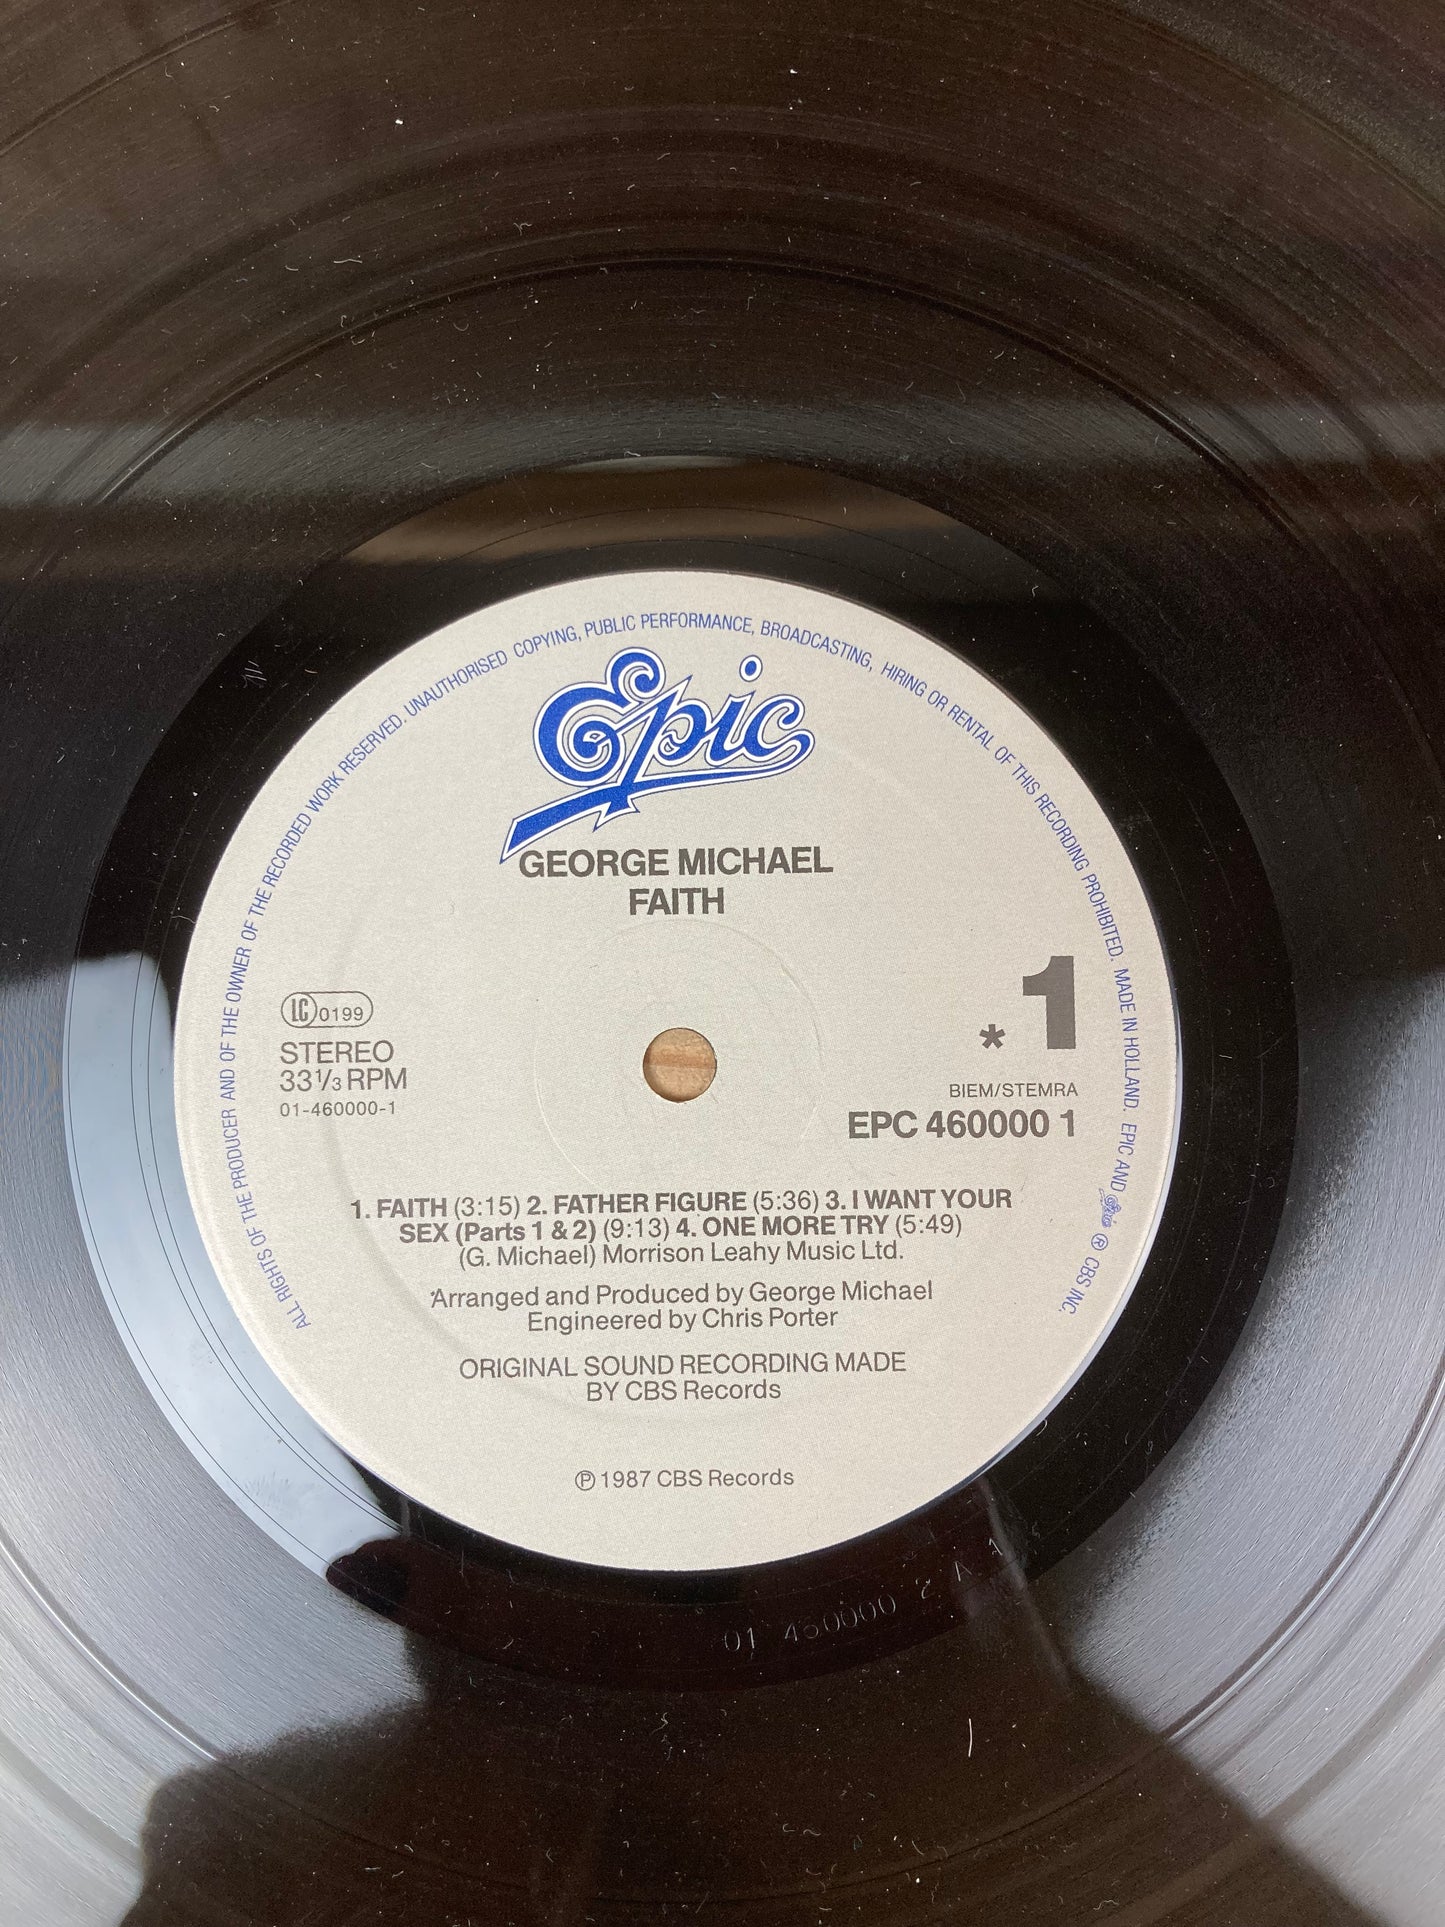 ALL RIGHTS OF THE PRODUCER AND OF THE OWNER OF THE RECORDED WORK RESERVED. UNAUTHORISED COPYING, PUBLIC PERFORMANCE, BROADCASTING, HIRING OR RENTAL OF THIS RECORDING PROHIBITED. MADE IN HOLLAND. EPIC AND Epic ® CBS INC.
Epic
GEORGE MICHAEL
FAITH
LC 0199
STEREO
33⅓ RPM
01-460000-1
* 1
BIEM/STEMRA
EPC 460000 1
1. FAITH (3:15) 2. FATHER FIGURE (5:36) 3. I WANT YOUR
SEX (Parts 1 & 2) (9:13) 4. ONE MORE TRY (5:49)
(G. Michael) Morrison Leahy Music Ltd.
Arranged and Produced by George Michael
Engineered by Chris Porter
ORIGINAL SOUND RECORDING MADE
BY CBS Records
℗ 1987 CBS Records
01 460000